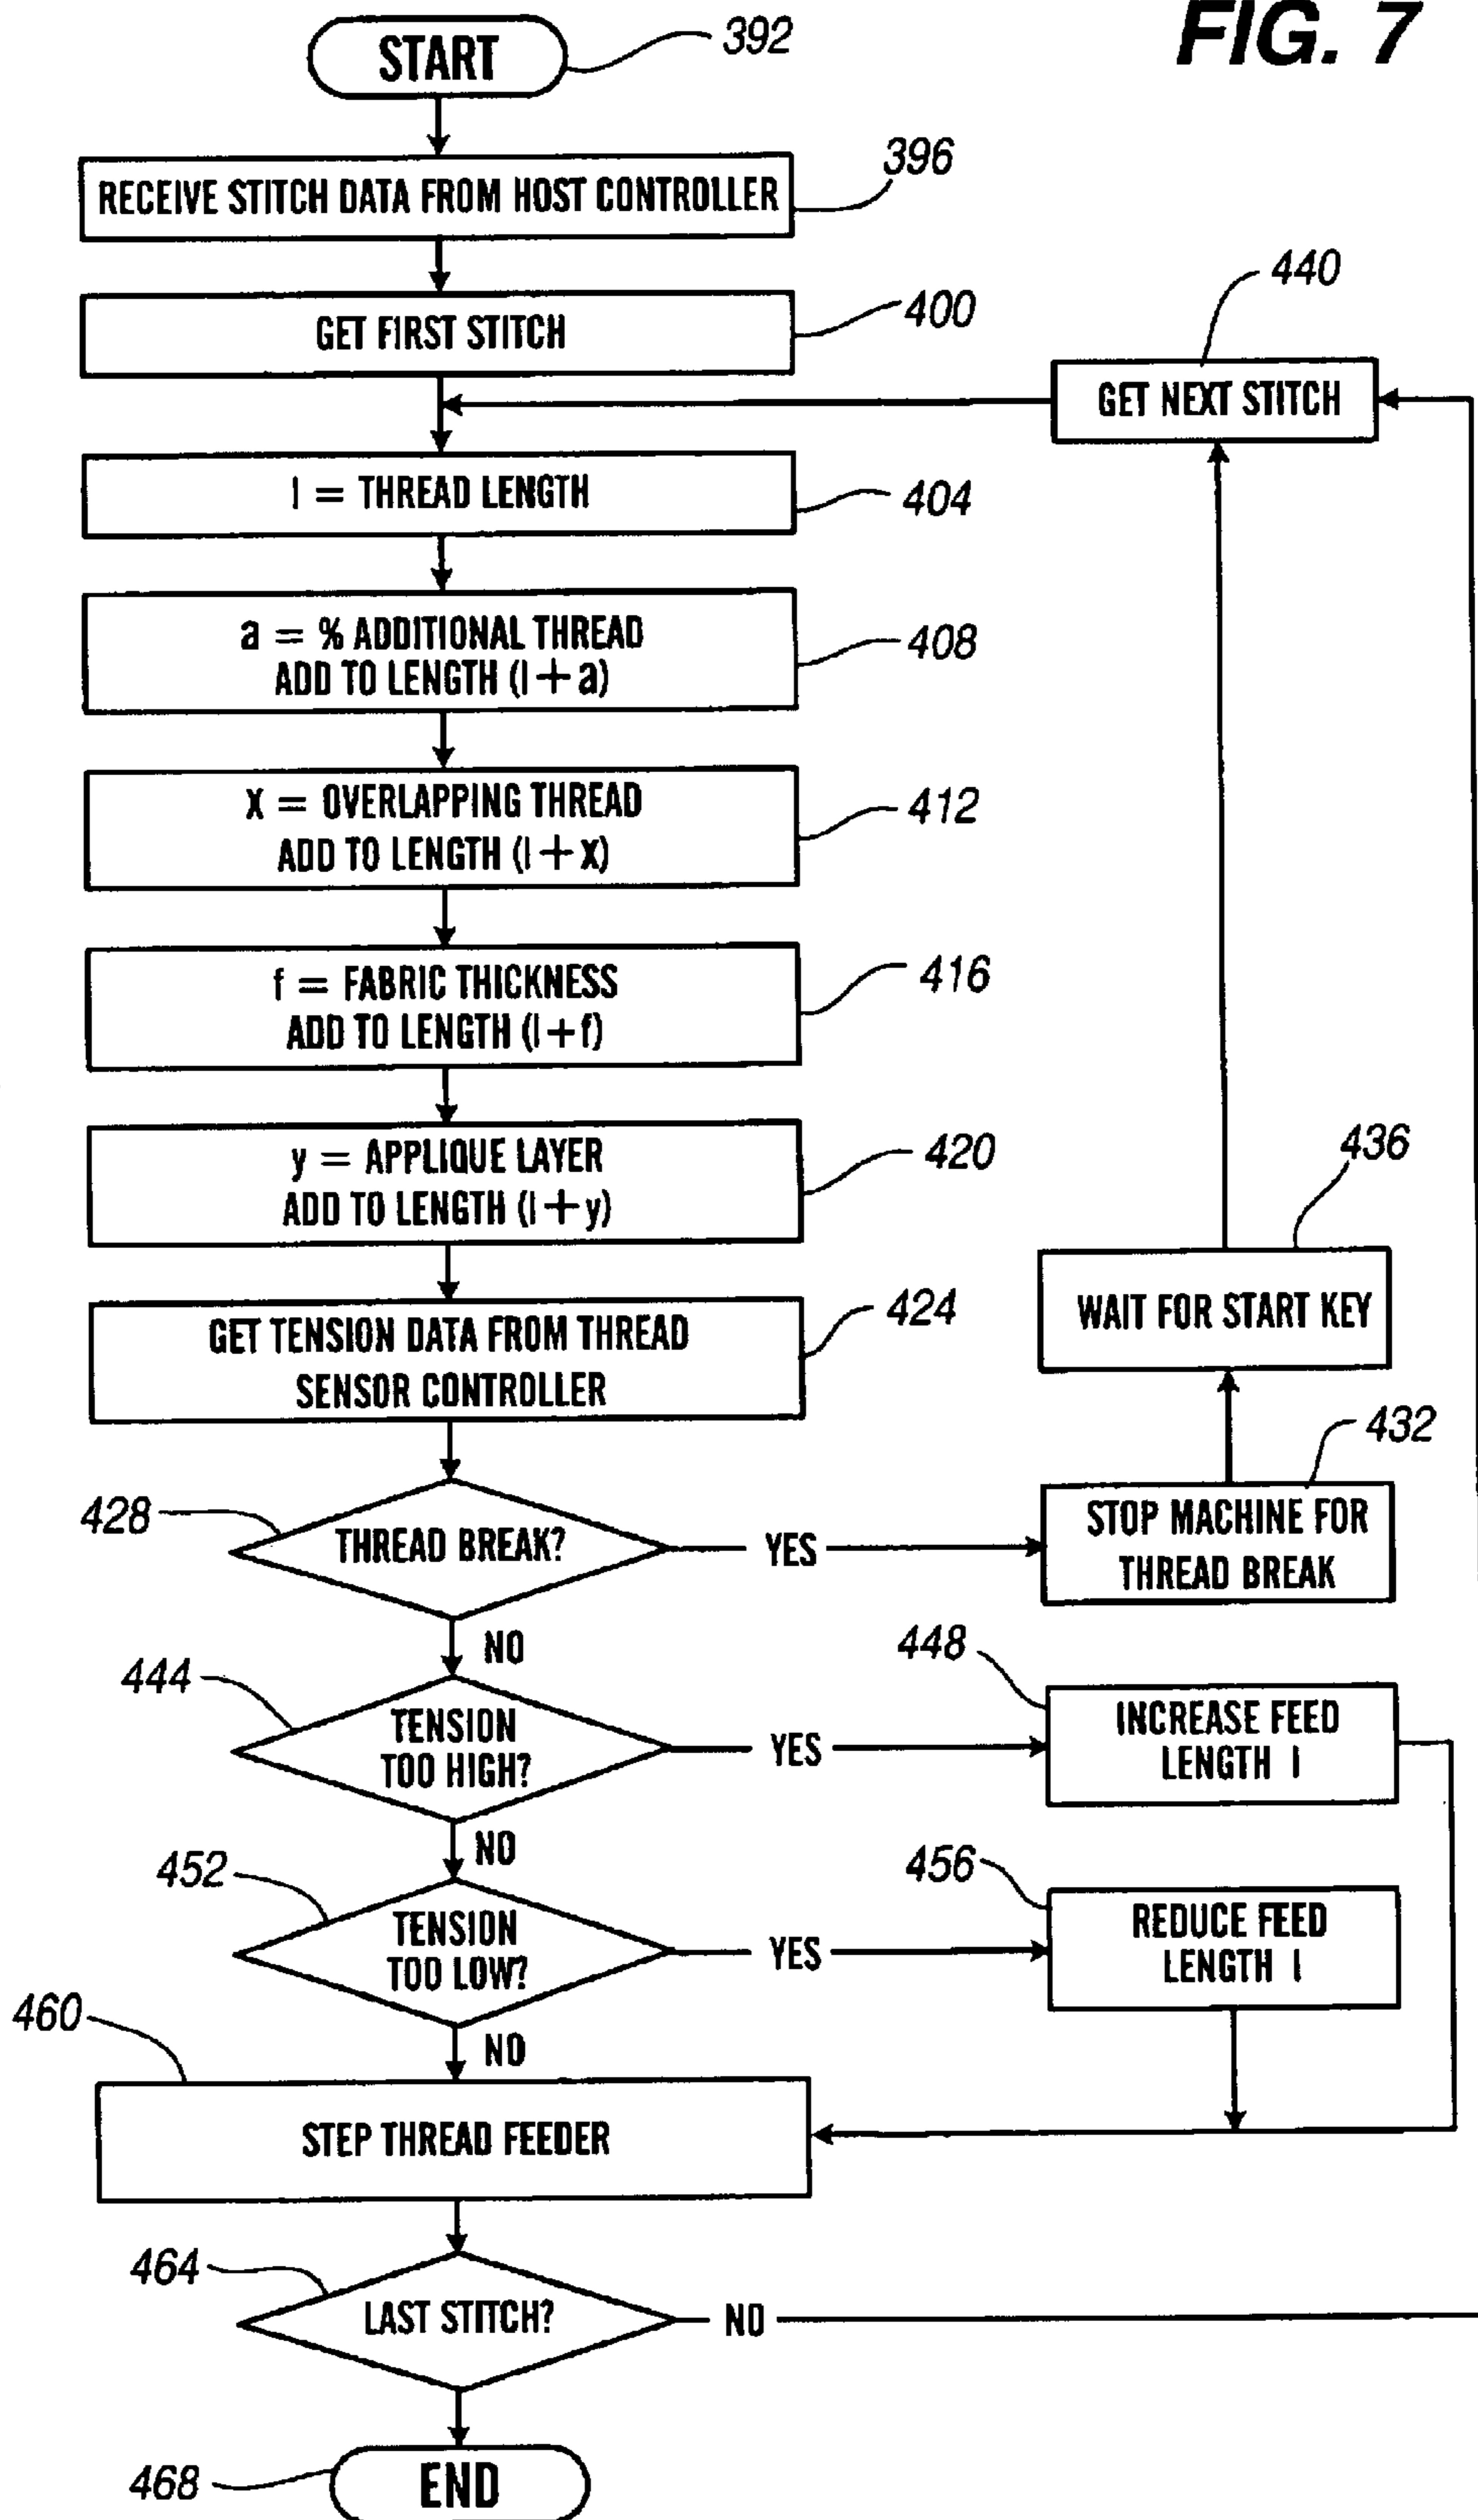 FIG. 7
START
392
RECEIVE STITCH DATA FROM HOST CONTROLLER
396
GET FIRST STITCH
400
440
GET NEXT STITCH
l = THREAD LENGTH
404
a = % ADDITIONAL THREAD
ADD TO LENGTH (l + a)
408
x = OVERLAPPING THREAD
ADD TO LENGTH (l + x)
412
f = FABRIC THICKNESS
ADD TO LENGTH (l + f)
416
y = APPLIQUE LAYER
ADD TO LENGTH (l + y)
420
436
WAIT FOR START KEY
GET TENSION DATA FROM THREAD
SENSOR CONTROLLER
424
432
428
THREAD BREAK?
YES
STOP MACHINE FOR
THREAD BREAK
NO
444
TENSION
TOO HIGH?
YES
448
INCREASE FEED
LENGTH l
NO
452
TENSION
TOO LOW?
YES
456
REDUCE FEED
LENGTH l
NO
460
STEP THREAD FEEDER
464
LAST STITCH?
NO
468
END